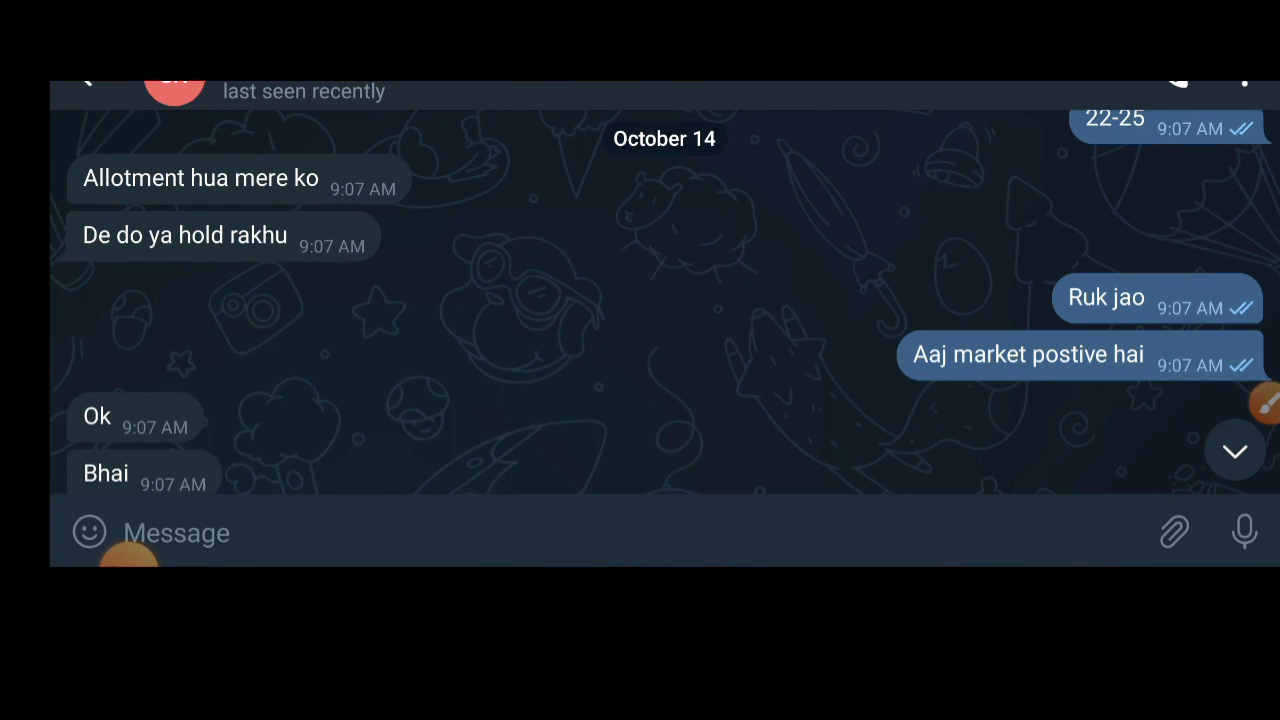 last seen recently
22-25 9:07 AM
October 14
Allotment hua mere ko 9:07 AM
De do ya hold rakhu 9:07 AM
Ruk jao 9:07 AM
Aaj market postive hai 9:07 AM
Ok 9:07 AM
Bhai 9:07 AM
Message